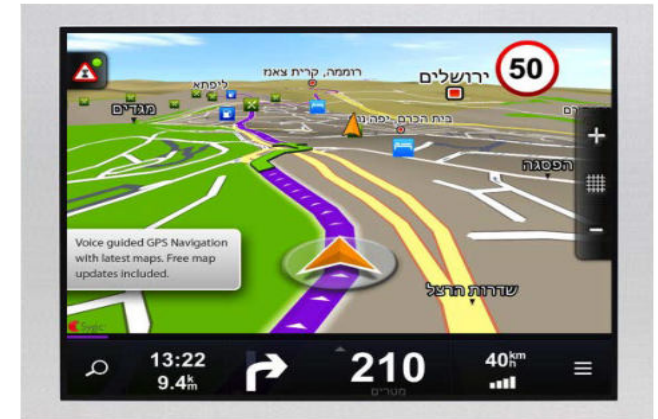 50
ירושלים
רוממה, קרית צאנז
ליפתא
מגדים
בית הכרם-יפה נוף
הפסגה
+
-
Voice guided GPS Navigation
with latest maps. Free map
updates included.
שדרות הרצל
Sygic
13:22
9.4km
210
מטרים
40km/h